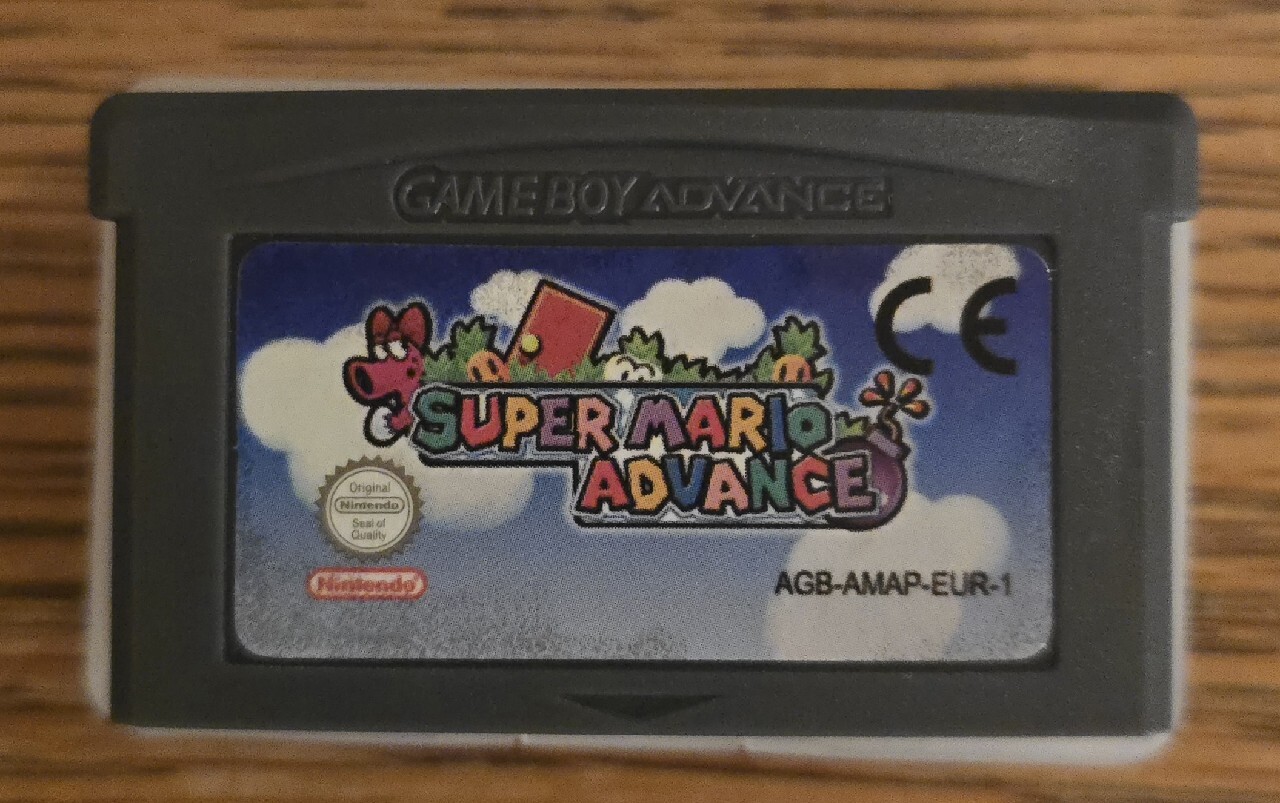 GAME BOY ADVANCE
CE
SUPER MARIO
ADVANCE
Original
Nintendo
Seal of
Quality
Nintendo
AGB-AMAP-EUR-1